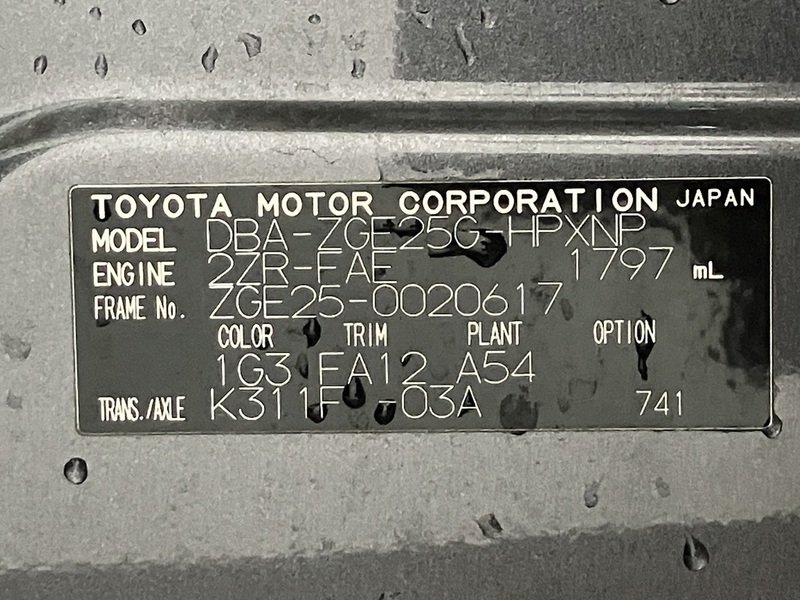 TOYOTA MOTOR CORPORATION JAPAN
MODEL DBA-ZGE25G-HPXNP
ENGINE 2ZR-FAE 1797 mL
FRAME No. ZGE25-0020617
COLOR TRIM PLANT OPTION
1G3 FA12 A54
TRANS./AXLE -03A 741